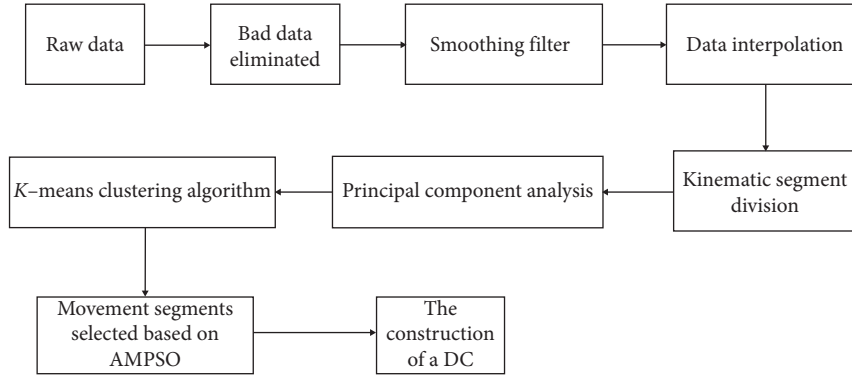 Raw data
Bad data
eliminated
Smoothing filter
Data interpolation
Kinematic segment
division
Principal component analysis
K–means clustering algorithm
Movement segments
selected based on
AMPSO
The
construction
of a DC